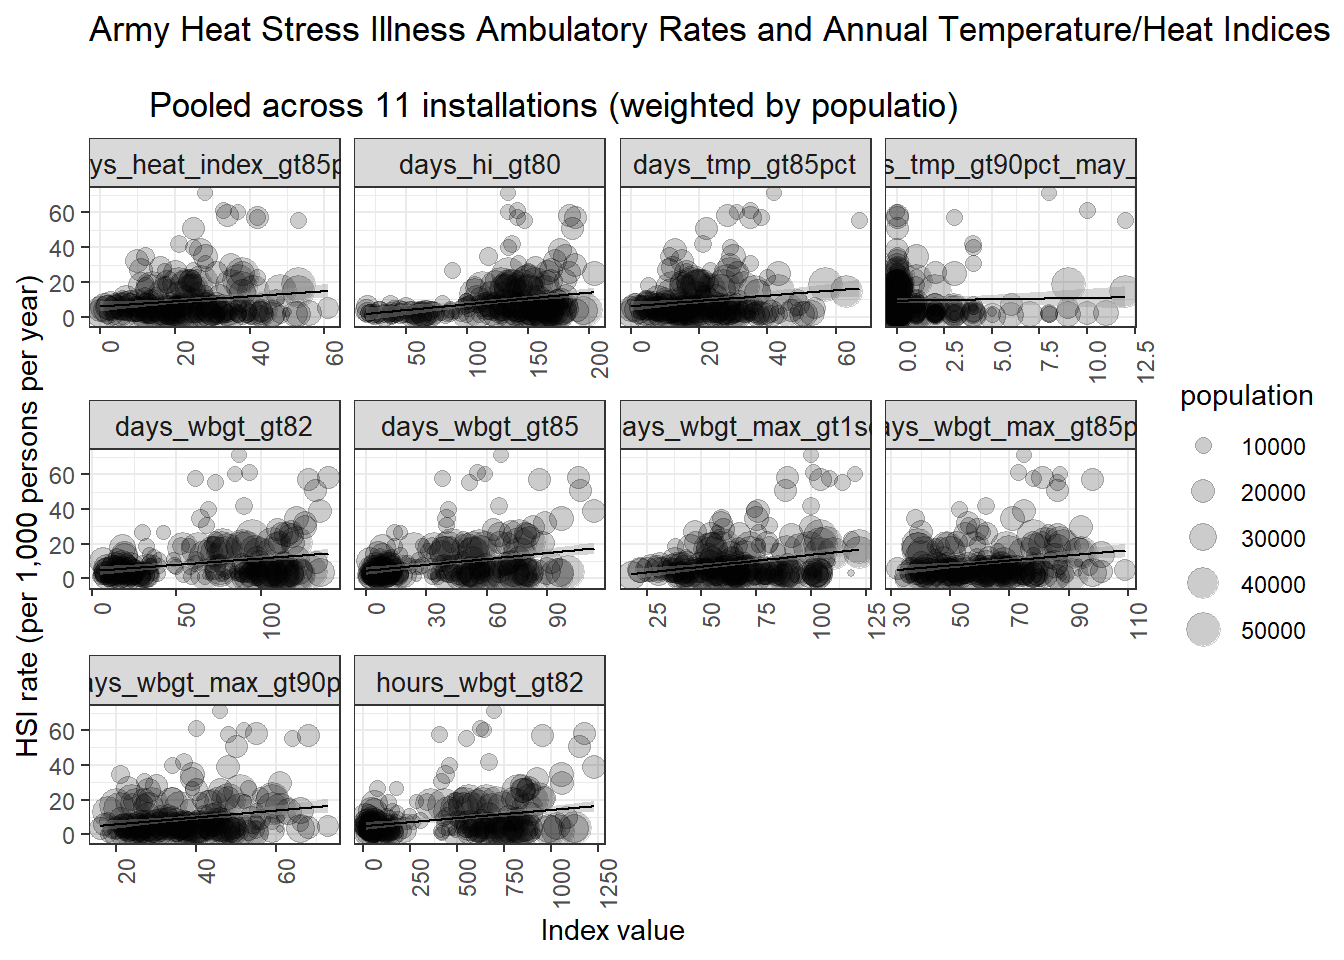 Army Heat Stress Illness Ambulatory Rates and Annual Temperature/Heat Indices
Pooled across 11 installations (weighted by populatio)
ys_heat_index_gt85p
days_hi_gt80
days_tmp_gt85pct
s_tmp_gt90pct_may_
60
40
20
0
0 20 40 60
50 100 150 200
0 20 40 60
0.0 2.5 5.0 7.5 10.0 12.5
days_wbgt_gt82
days_wbgt_gt85
ays_wbgt_max_gt1s
ays_wbgt_max_gt85p
60
40
20
0
0 50 100
0 30 60 90
25 50 75 100 125
30 50 70 90 110
ays_wbgt_max_gt90p
hours_wbgt_gt82
60
40
20
0
20 40 60
0 250 500 750 1000 1250
Index value
HSI rate (per 1,000 persons per year)
population
10000
20000
30000
40000
50000